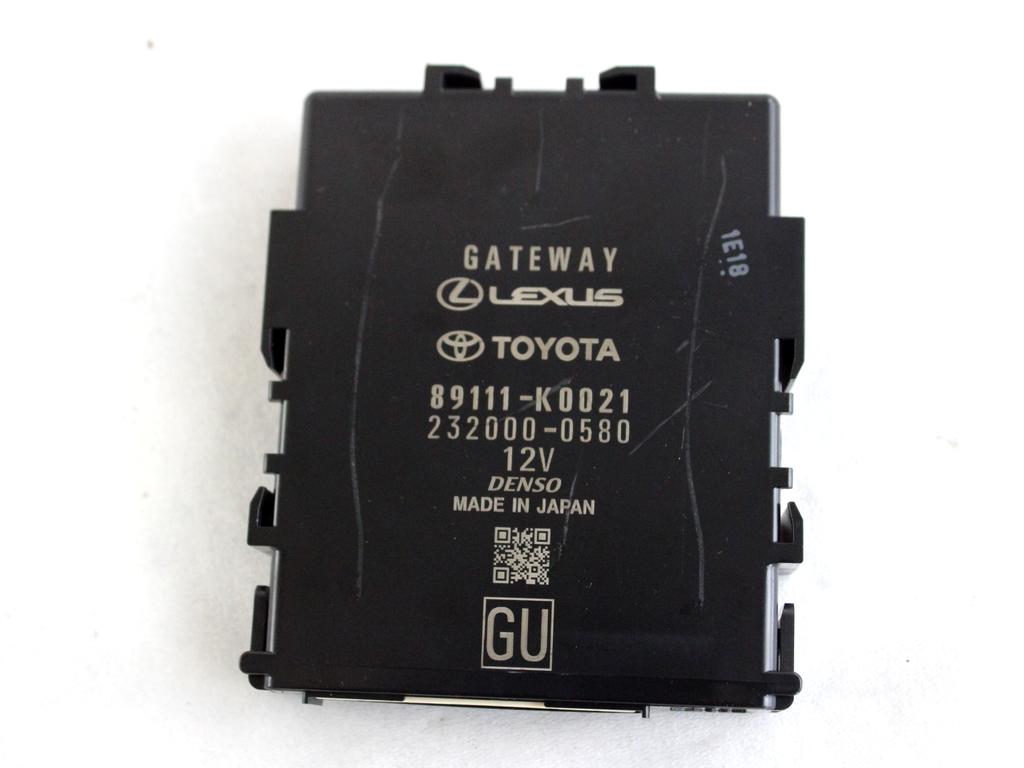 GATEWAY
LEXUS
TOYOTA
89111-K0021
232000-0580
12V
DENSO
MADE IN JAPAN
GU
1E18